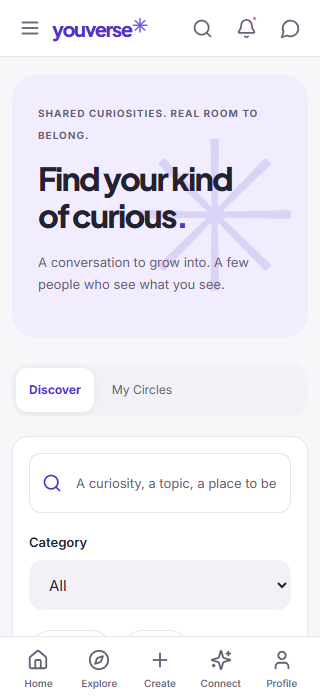 youverse
SHARED CURIOSITIES. REAL ROOM TO
BELONG.
Find your kind
of curious.
A conversation to grow into. A few
people who see what you see.
Discover
My Circles
A curiosity, a topic, a place to be
Category
All
Home
Explore
Create
Connect
Profile